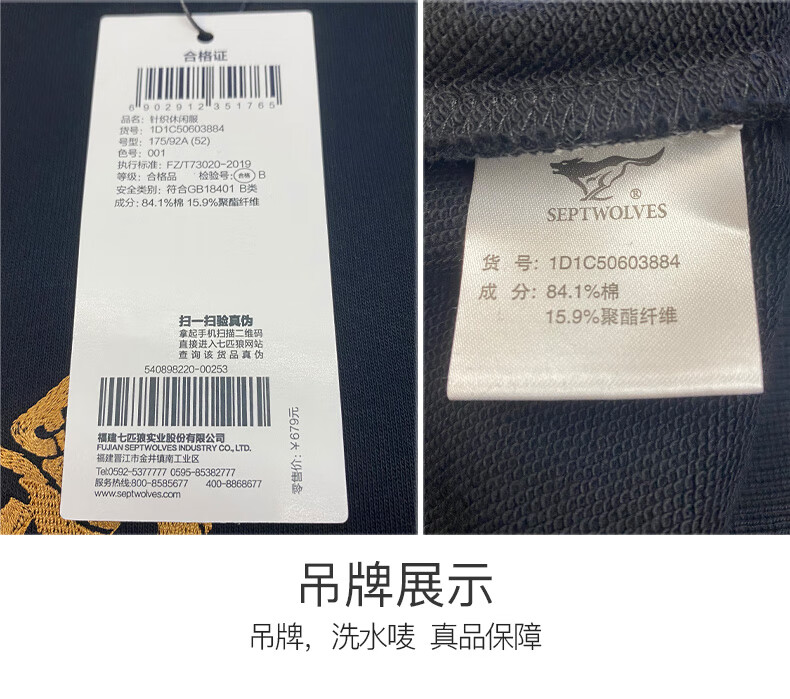 合格证
6902912351765
品名: 针织休闲服
货号: 1D1C50603884
号型: 175/92A (52)
色号: 001
执行标准: FZ/T73020-2019
等级: 合格品 检验号: 合格 B
安全类别: 符合GB18401 B类
成分: 84.1%棉 15.9%聚酯纤维
扫一扫验真伪
拿起手机扫描二维码
直接进入七匹狼网站
查询该货品真伪
540898220-00253
福建七匹狼实业股份有限公司
FUJIAN SEPTWOLVES INDUSTRY CO., LTD.
福建晋江市金井镇南工业区
Tel:0592-5377777 0595-85382777
服务热线:800-8585677 400-8868677
www.septwolves.com
零售价: ¥679元
®
SEPTWOLVES
货 号: 1D1C50603884
成 分: 84.1%棉
15.9%聚酯纤维
吊牌展示
吊牌, 洗水唛 真品保障